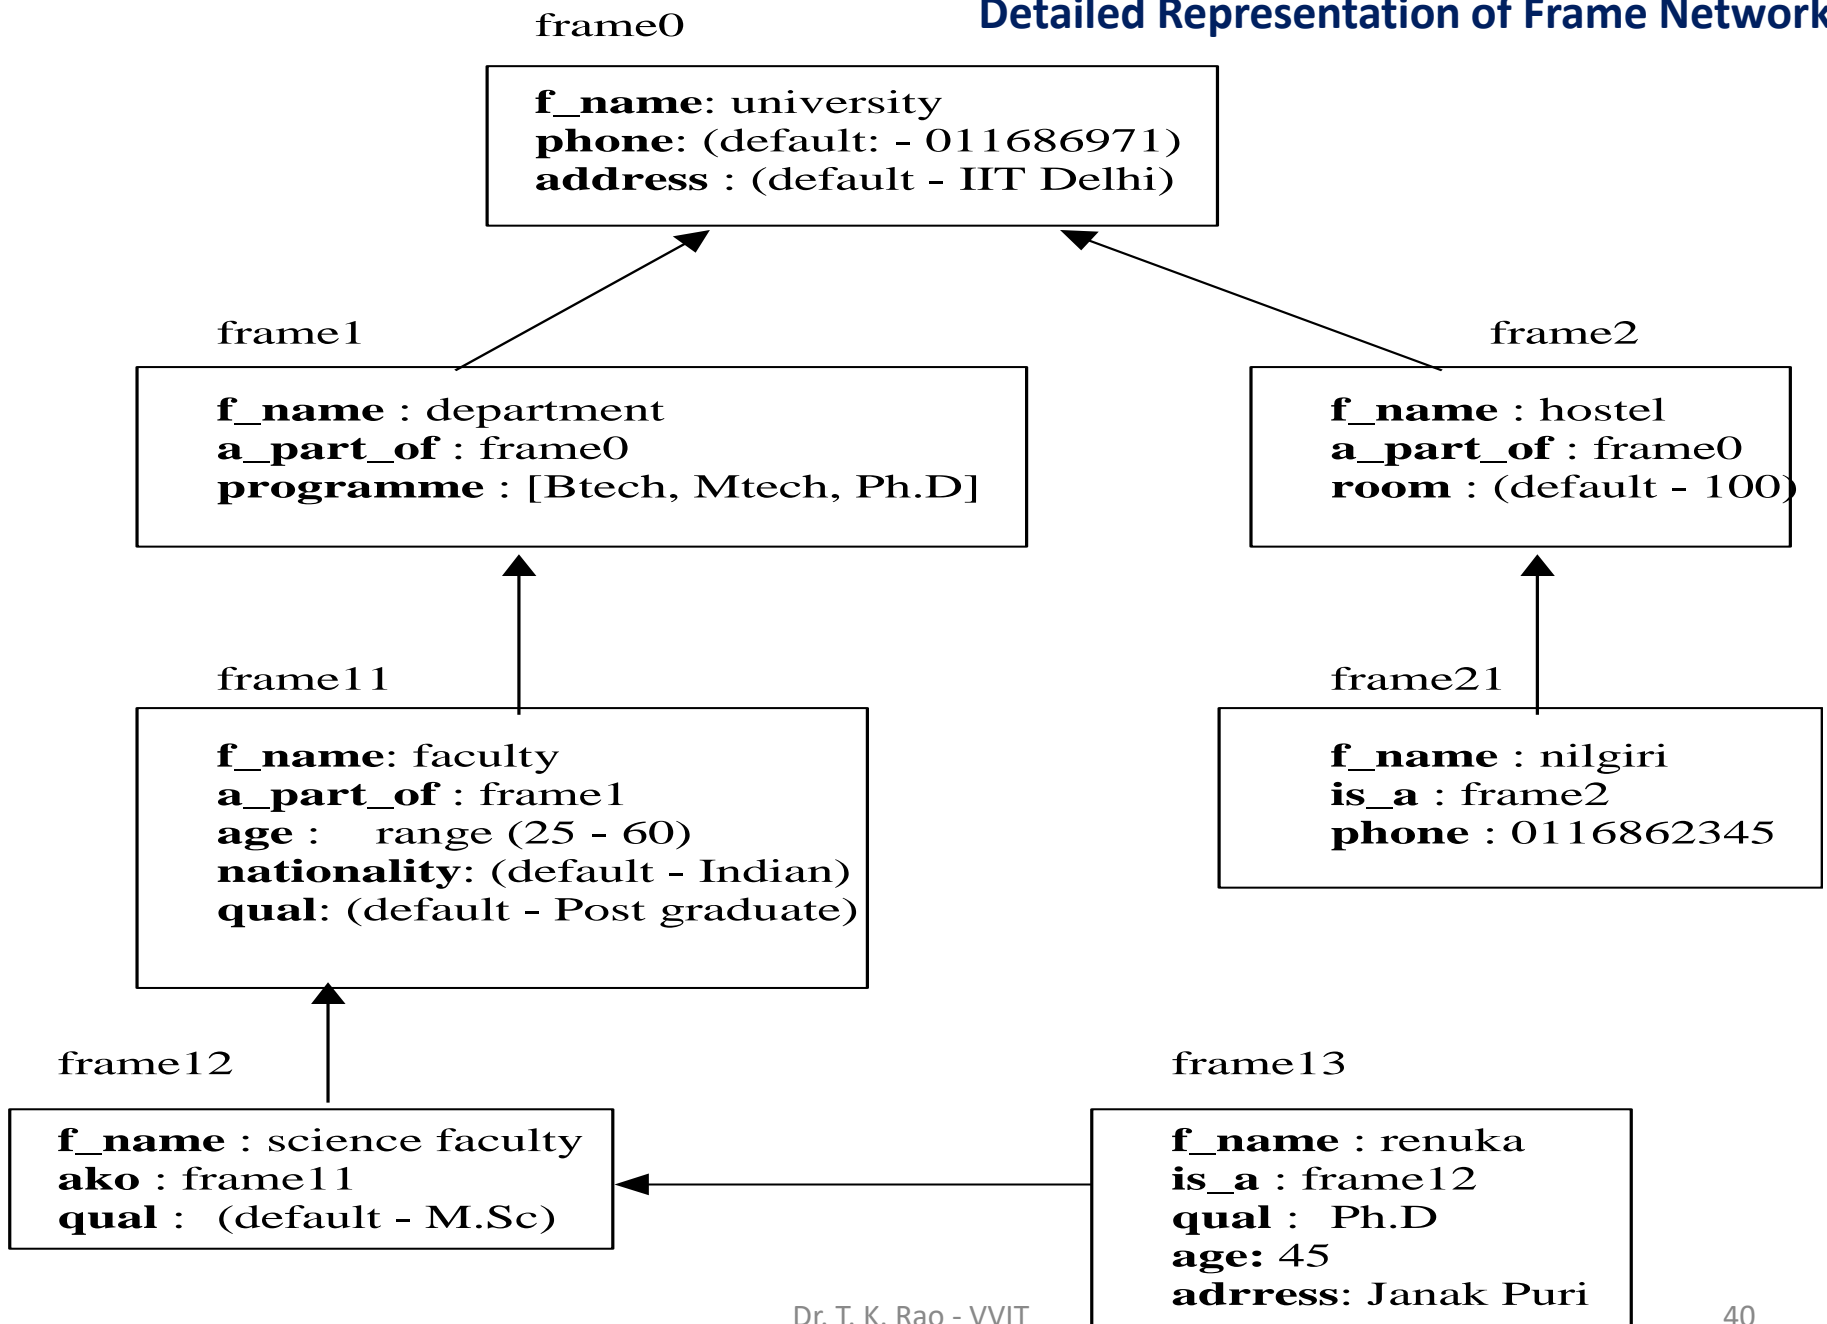 Detailed Representation of Frame Network
frame0
f_name: university
phone: (default: - 011686971)
address : (default - IIT Delhi)
frame1
f_name : department
a_part_of : frame0
programme : [Btech, Mtech, Ph.D]
frame2
f_name : hostel
a_part_of : frame0
room : (default - 100)
frame11
f_name: faculty
a_part_of : frame1
age : range (25 - 60)
nationality: (default - Indian)
qual: (default - Post graduate)
frame21
f_name : nilgiri
is_a : frame2
phone : 0116862345
frame12
f_name : science faculty
ako : frame11
qual : (default - M.Sc)
frame13
f_name : renuka
is_a : frame12
qual : Ph.D
age: 45
adrress: Janak Puri
Dr. T. K. Rao - VVIT
40